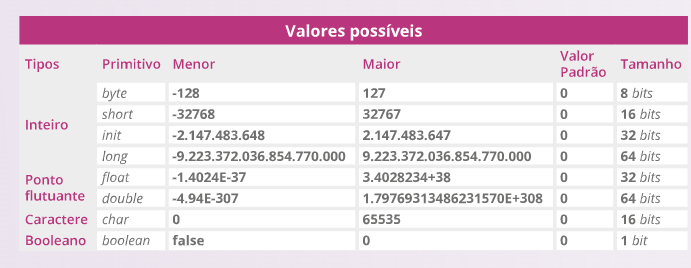 Valores possíveis
Tipos Primitivo Menor Maior Valor Padrão Tamanho
Inteiro
byte -128 127 0 8 bits
short -32768 32767 0 16 bits
init -2.147.483.648 2.147.483.647 0 32 bits
long -9.223.372.036.854.770.000 9.223.372.036.854.770.000 0 64 bits
Ponto flutuante
float -1.4024E-37 3.4028234+38 0 32 bits
double -4.94E-307 1.79769313486231570E+308 0 64 bits
Caractere char 0 65535 0 16 bits
Booleano boolean false 0 0 1 bit